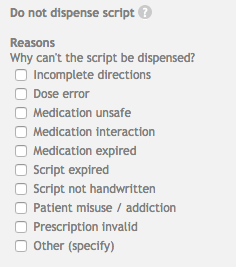 Do not dispense script ?
Reasons
Why can't the script be dispensed?
Incomplete directions
Dose error
Medication unsafe
Medication interaction
Medication expired
Script expired
Script not handwritten
Patient misuse / addiction
Prescription invalid
Other (specify)